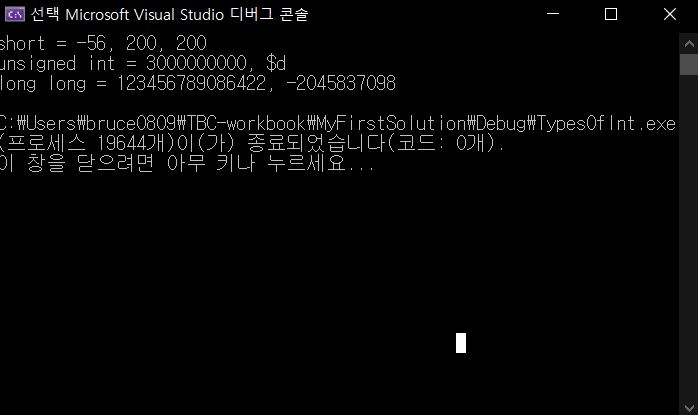 선택 Microsoft Visual Studio 디버그 콘솔
short = -56, 200, 200
unsigned int = 3000000000, $d
long long = 123456789086422, -2045837098
C:\Users\bruce0809\TBC-workbook\MyFirstSolution\Debug\TypesOfInt.exe
(프로세스 19644개)이(가) 종료되었습니다(코드: 0개).
이 창을 닫으려면 아무 키나 누르세요...